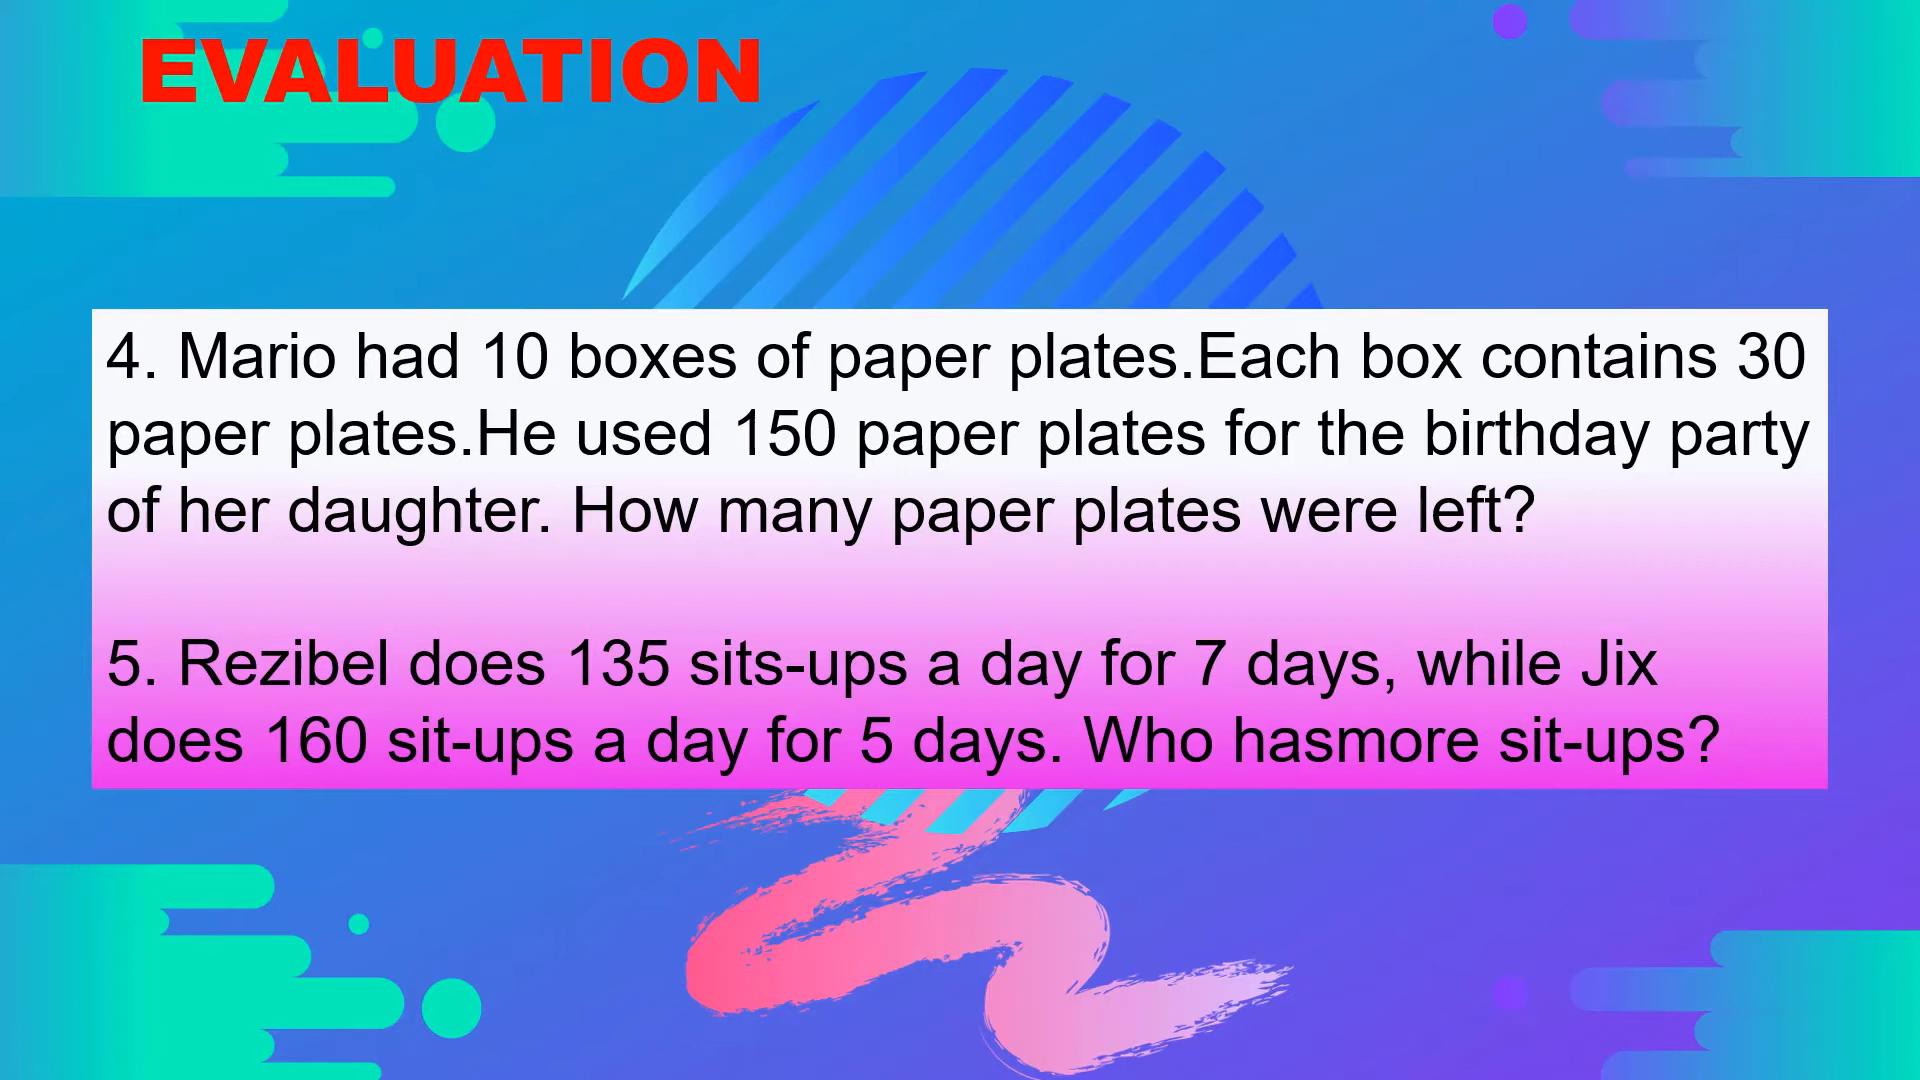 EVALUATION
4. Mario had 10 boxes of paper plates.Each box contains 30
paper plates.He used 150 paper plates for the birthday party
of her daughter. How many paper plates were left?
5. Rezibel does 135 sits-ups a day for 7 days, while Jix
does 160 sit-ups a day for 5 days. Who hasmore sit-ups?